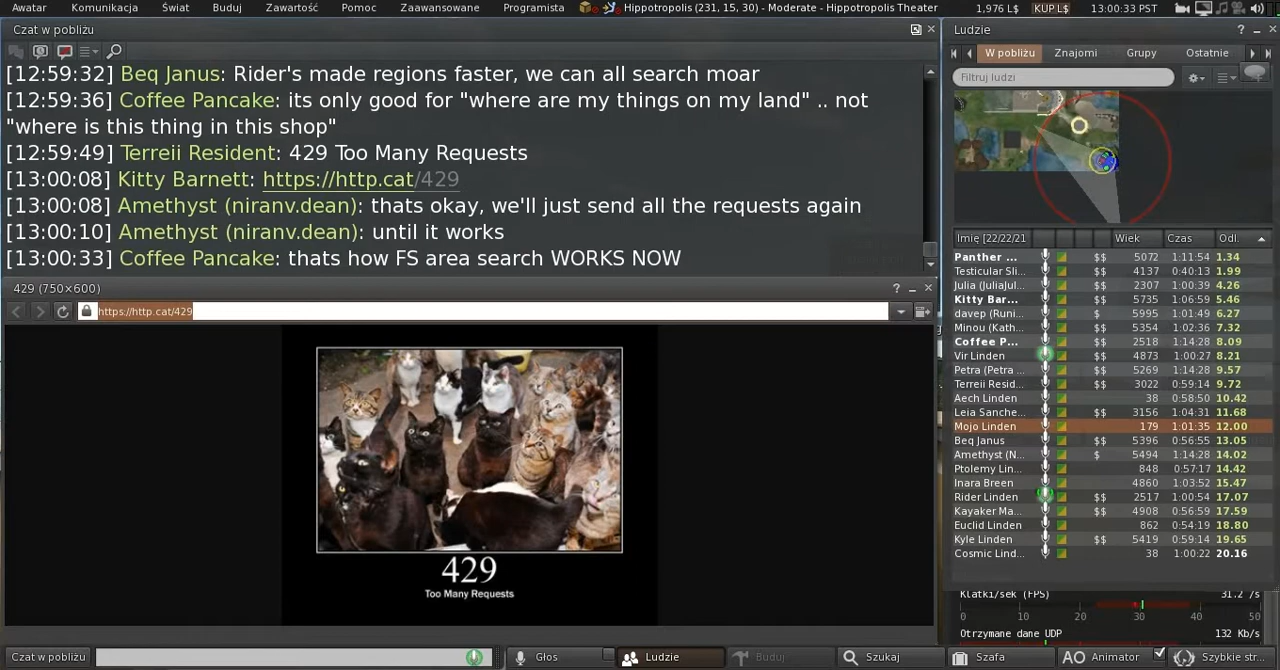 Awatar Komunikacja Świat Buduj Zawartość Pomoc Zaawansowane Programista Hippotropolis (231, 15, 30) - Moderate - Hippotropolis Theater 1,976 L$ KUP L$ 13:00:33 PST
Czat w pobliżu
[12:59:32] Beq Janus: Rider's made regions faster, we can all search moar
[12:59:36] Coffee Pancake: its only good for "where are my things on my land" .. not
"where is this thing in this shop"
[12:59:49] Terreii Resident: 429 Too Many Requests
[13:00:08] Kitty Barnett: https://http.cat/429
[13:00:08] Amethyst (niranv.dean): thats okay, we'll just send all the requests again
[13:00:10] Amethyst (niranv.dean): until it works
[13:00:33] Coffee Pancake: thats how FS area search WORKS NOW
429 (750×600)
https://http.cat/429
429
Too Many Requests
Ludzie
W pobliżu Znajomi Grupy Ostatnie
Filtruj ludzi
Imię [22/22/21 Wiek Czas Odl.
Panther ... $$ 5072 1:11:54 1.34
Testicular Sli... $$ 4137 0:40:13 1.99
Julia (JuliaJul... $$ 2307 1:00:39 4.26
Kitty Bar... $$ 5735 1:06:59 5.46
davep (Runi... $ 5995 1:01:49 6.27
Minou (Kath... $$ 5354 1:02:36 7.32
Coffee P... $$ 2518 1:14:28 8.09
Vir Linden 4873 1:00:27 8.21
Petra (Petra ... $$ 5269 1:14:28 9.57
Terreii Resid... $$ 3022 0:59:14 9.72
Aech Linden 38 0:58:50 10.42
Leia Sanche... $$ 3156 1:04:31 11.68
Mojo Linden 179 1:01:35 12.00
Beq Janus $$ 5396 0:56:55 13.05
Amethyst (N... $ 5494 1:14:28 14.02
Ptolemy Lin... 848 0:57:17 14.42
Inara Breen 4860 1:03:52 15.47
Rider Linden $$ 2517 1:00:54 17.07
Kayaker Ma... $$ 4908 0:56:59 17.59
Euclid Linden 862 0:54:19 18.80
Kyle Linden $$ 5419 0:59:14 19.65
Cosmic Lind... 38 1:00:22 20.16
Klatki/sek (FPS) 31.2 /s
0 10 20 30 40 50
Otrzymane dane UDP 132 Kb/s
Czat w pobliżu Głos Ludzie Buduj Szukaj Szafa AO Animator Szybkie str...